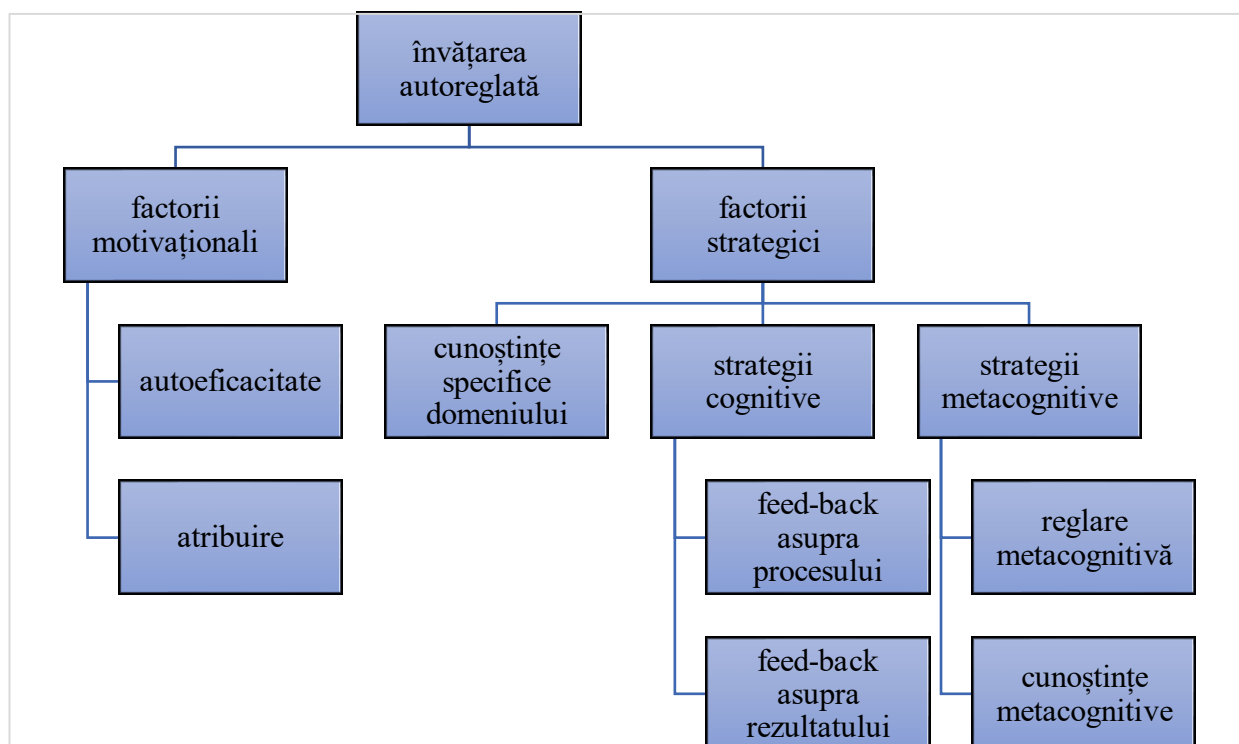 învățarea
autoreglată
factorii
motivaționali
factorii
strategici
autoeficacitate
atribuire
cunoștințe
specifice
domeniului
strategii
cognitive
strategii
metacognitive
feed-back
asupra
procesului
feed-back
asupra
rezultatului
reglare
metacognitivă
cunoștințe
metacognitive